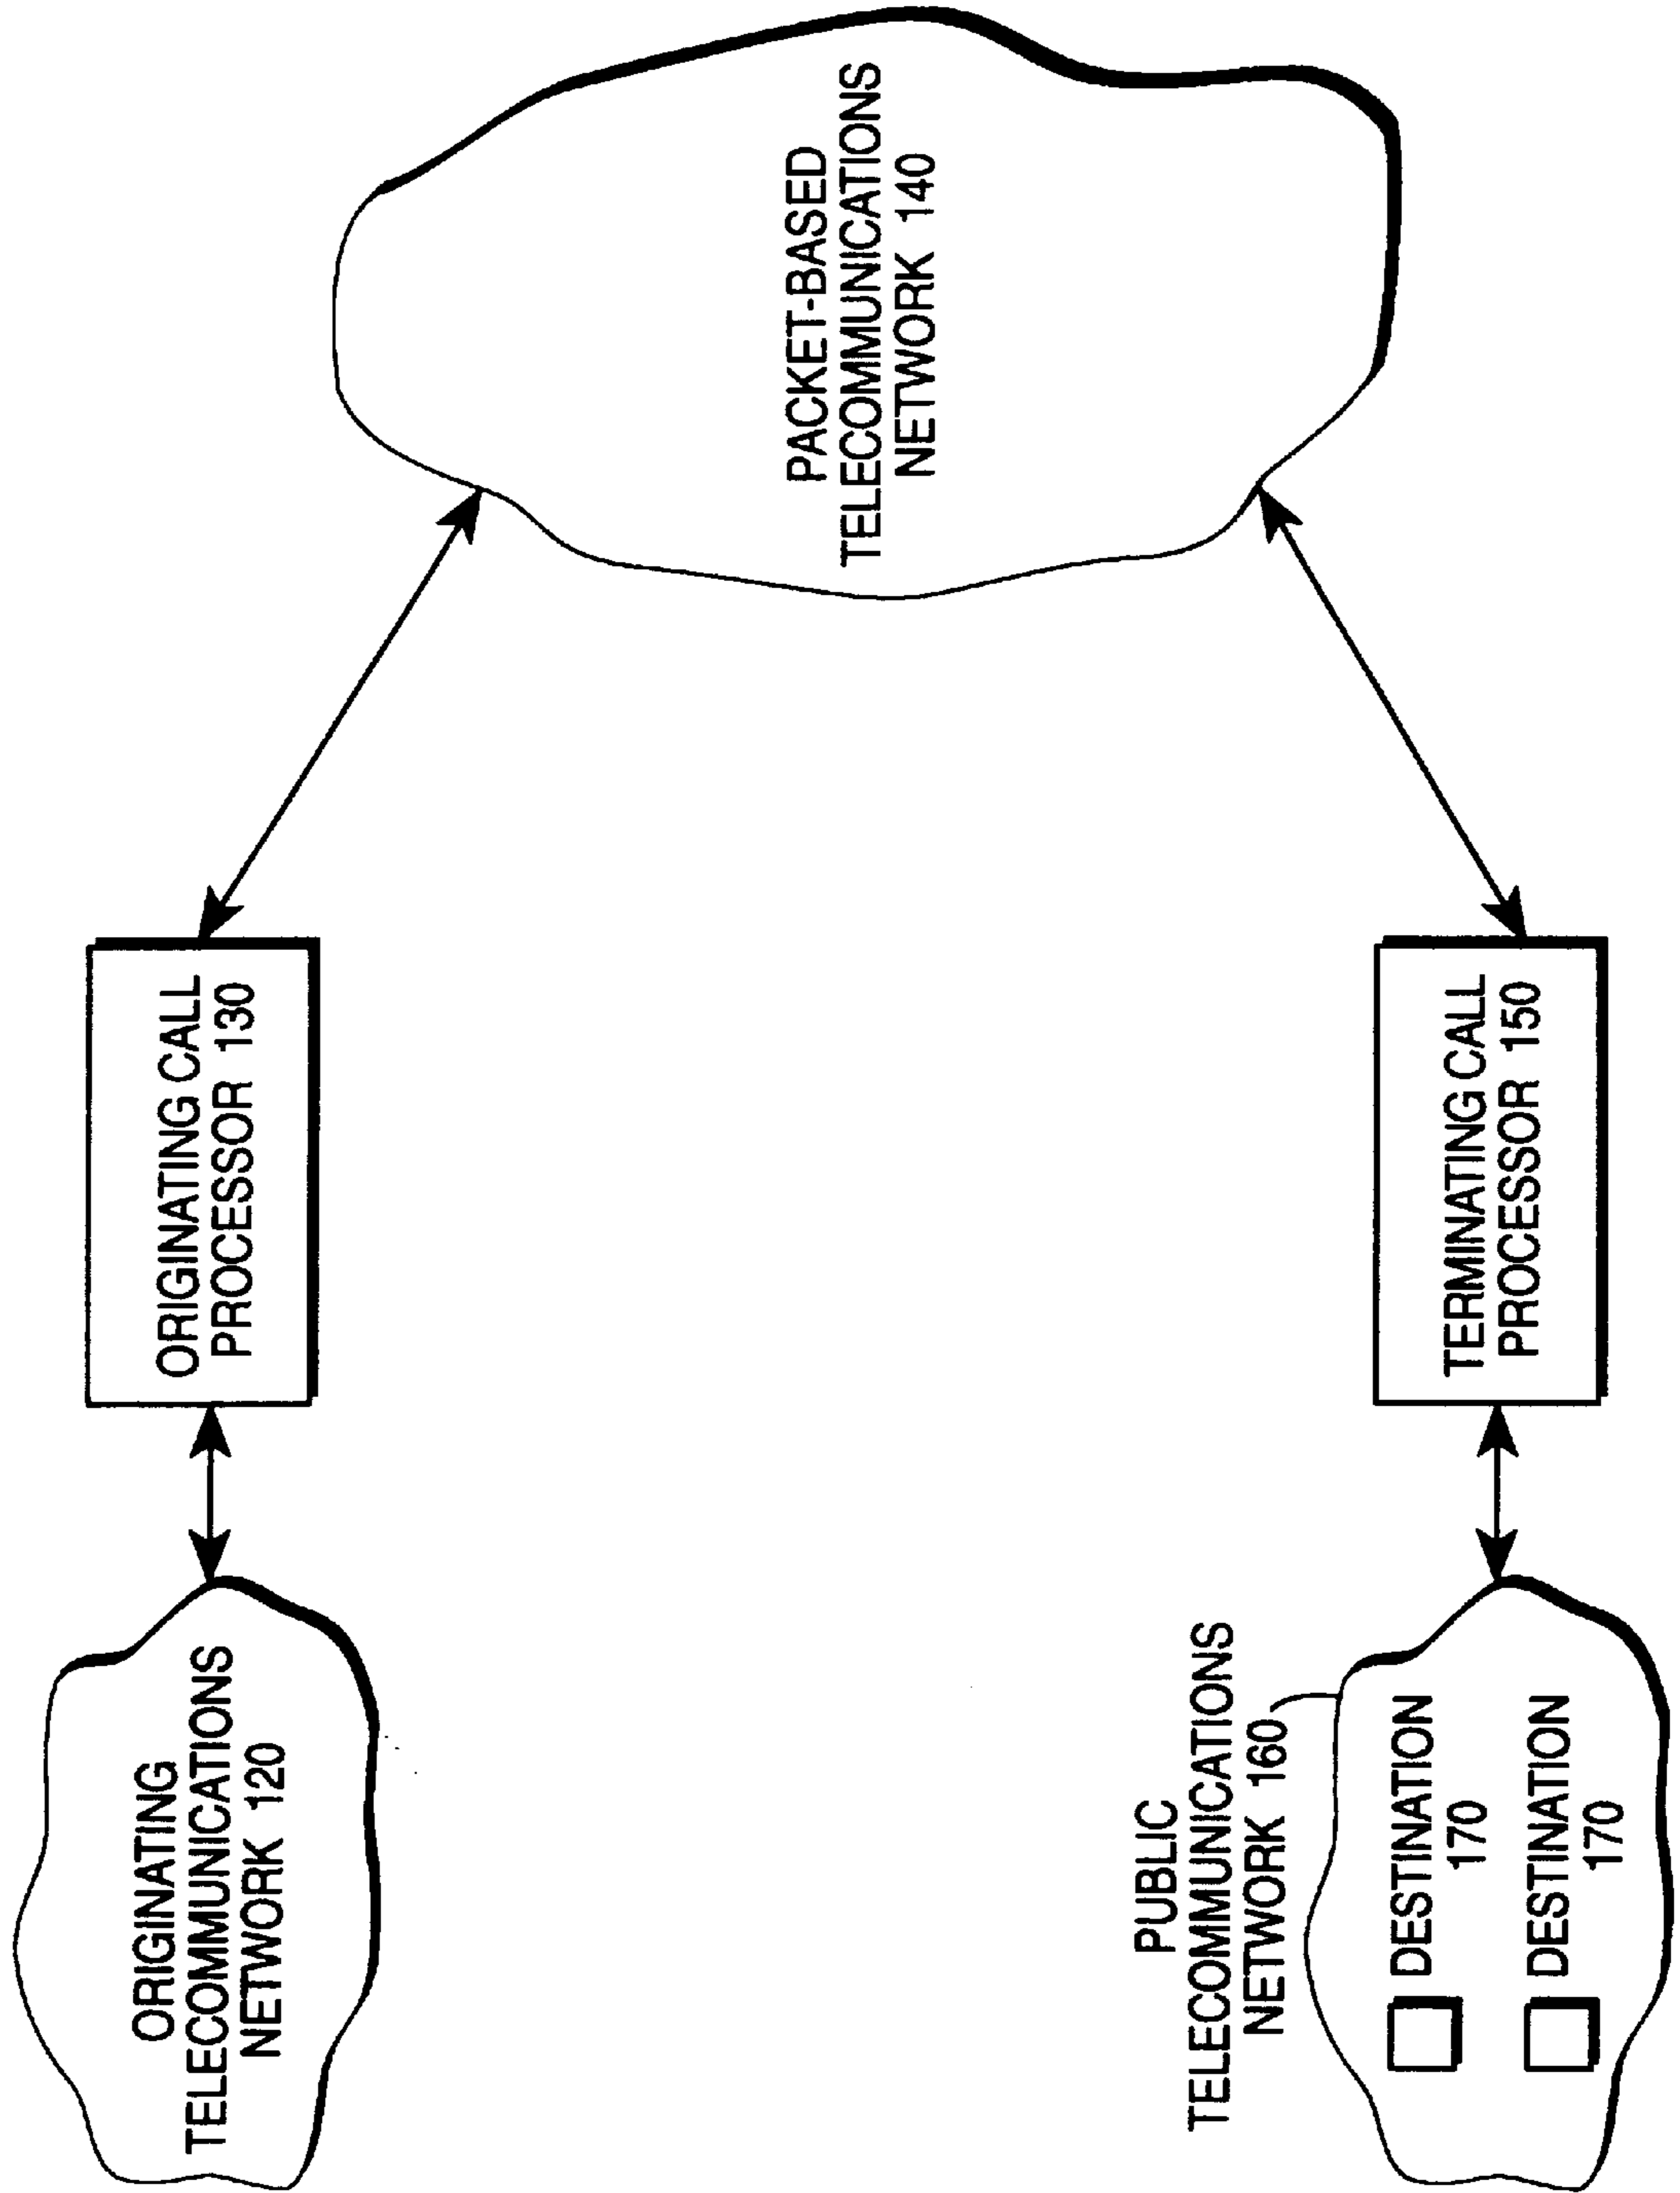 ORIGINATING
TELECOMMUNICATIONS
NETWORK 120
ORIGINATING CALL
PROCESSOR 130
PACKET-BASED
TELECOMMUNICATIONS
NETWORK 140
PUBLIC
TELECOMMUNICATIONS
NETWORK 160
DESTINATION
170
DESTINATION
170
TERMINATING CALL
PROCESSOR 150